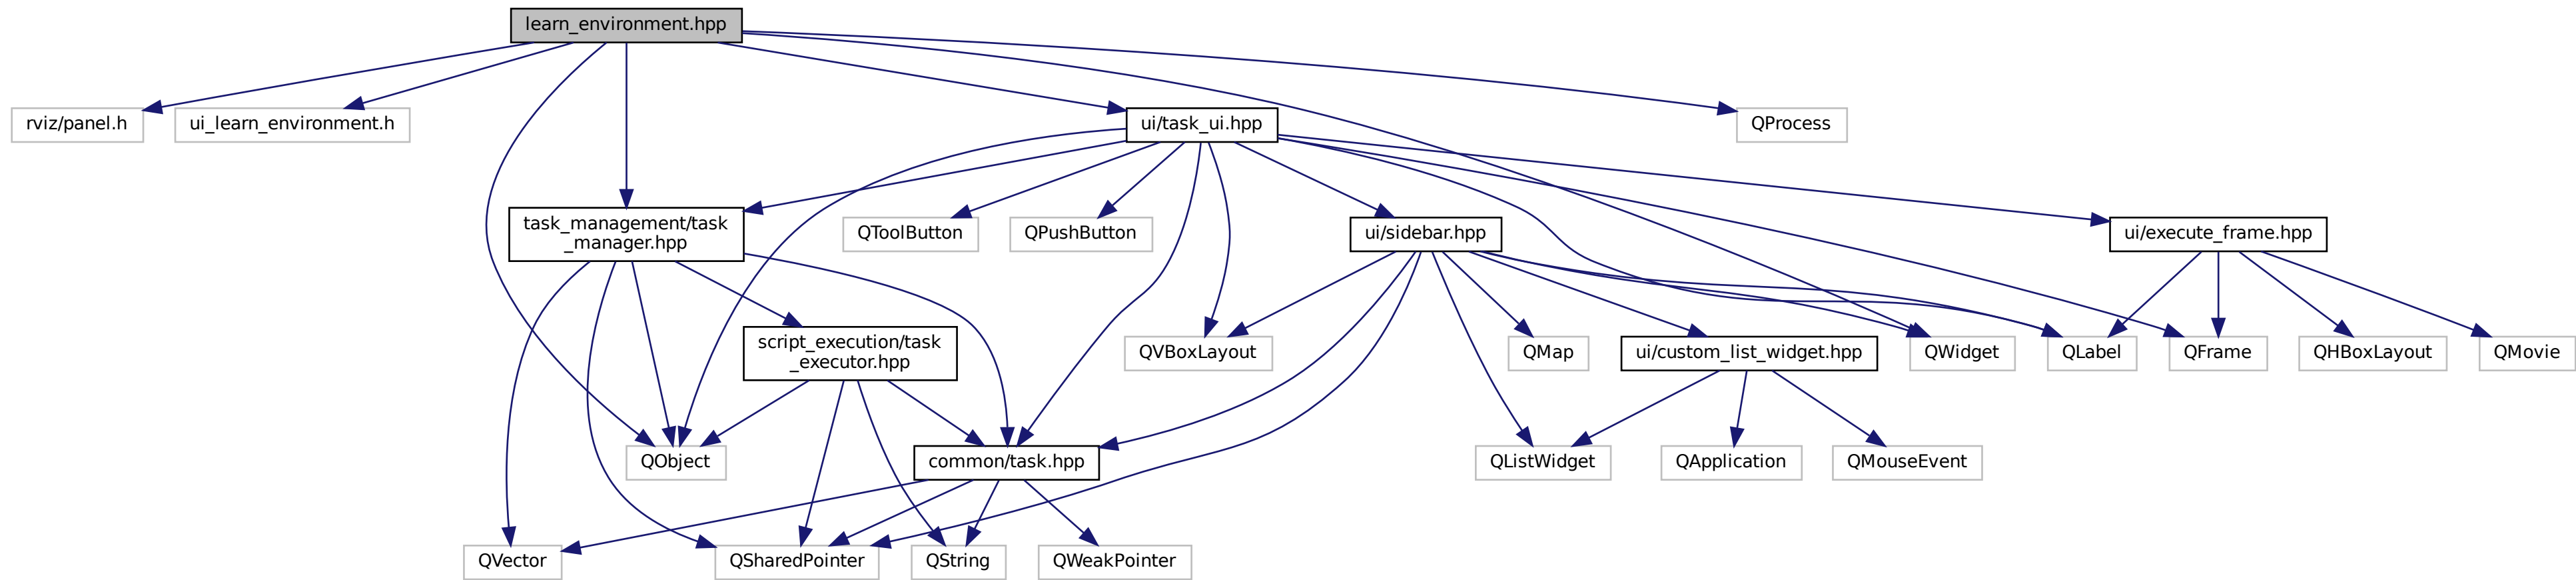 learn_environment.hpp
rviz/panel.h
ui_learn_environment.h
ui/task_ui.hpp
QProcess
task_management/task
_manager.hpp
QToolButton
QPushButton
ui/sidebar.hpp
ui/execute_frame.hpp
script_execution/task
_executor.hpp
QVBoxLayout
QMap
ui/custom_list_widget.hpp
QWidget
QLabel
QFrame
QHBoxLayout
QMovie
QObject
common/task.hpp
QListWidget
QApplication
QMouseEvent
QVector
QSharedPointer
QString
QWeakPointer